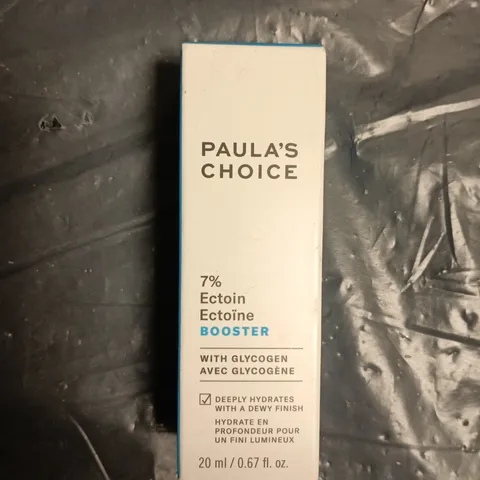 PAULA'S
CHOICE
7%
Ectoin
Ectoïne
BOOSTER
WITH GLYCOGEN
AVEC GLYCOGÈNE
DEEPLY HYDRATES
WITH A DEWY FINISH
HYDRATE EN
PROFONDEUR POUR
UN FINI LUMINEUX
20 ml / 0.67 fl. oz.